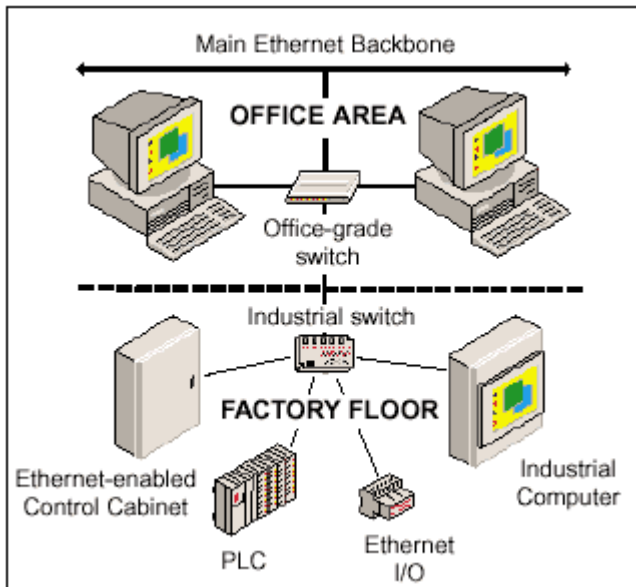 Main Ethernet Backbone
OFFICE AREA
Office-grade
switch
Industrial switch
FACTORY FLOOR
Ethernet-enabled
Control Cabinet
PLC
Ethernet
I/O
Industrial
Computer